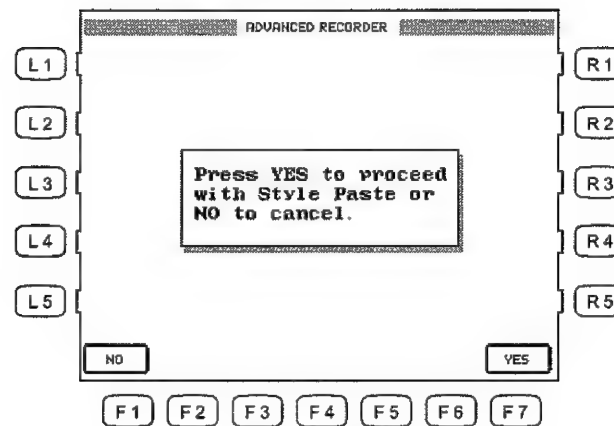 ADVANCED RECORDER
L1
R1
L2
R2
L3
R3
L4
R4
L5
R5
Press YES to proceed
with Style Paste or
NO to cancel.
NO
YES
F1 F2 F3 F4 F5 F6 F7